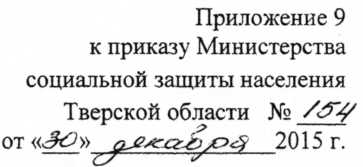 Приложение 9
к приказу Министерства
социальной защиты населения
Тверской области № 154
от «30» декабря 2015 г.